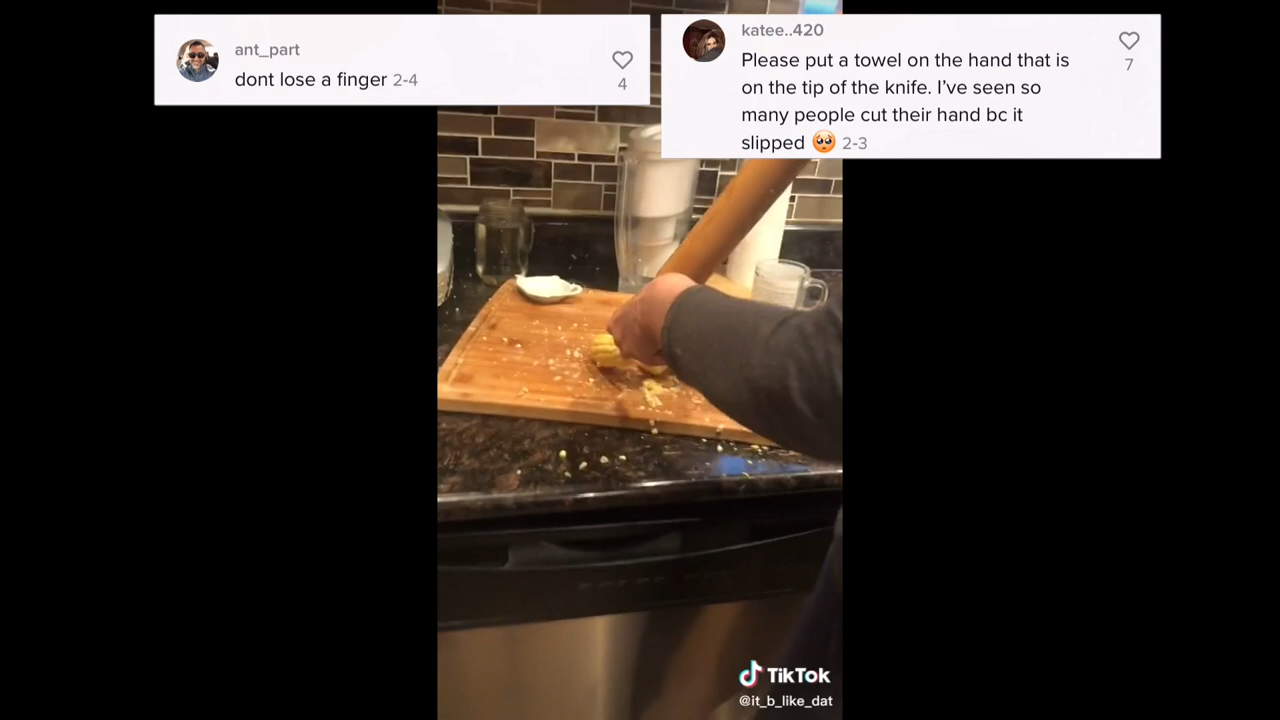 ant_part
dont lose a finger 2-4
4
katee..420
Please put a towel on the hand that is
on the tip of the knife. I’ve seen so
many people cut their hand bc it
slipped 🥺 2-3
7
TikTok
@it_b_like_dat